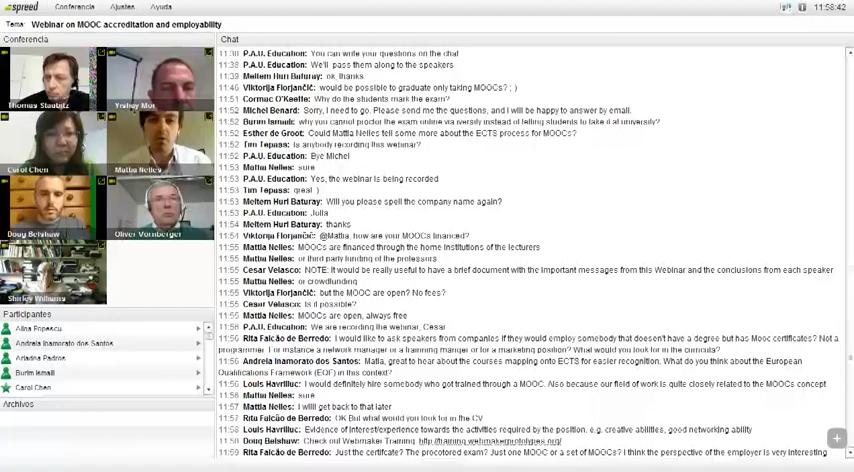 spreed Conferencia Ajustes Ayuda 11:58:42
Tema: Webinar on MOOC accreditation and employability
Conferencia
Chat
Thomas Staubitz
Yishay Mor
Carol Chen
Mattia Nelles
Doug Belshaw
Oliver Vornberger
Shirley Williams
Participantes
Alina Popescu
Andreia Inamorato dos Santos
Ariadna Padros
Burim Ismaili
Carol Chen
Archivos
11:38 P.A.U. Education: You can write your questions on the chat
11:38 P.A.U. Education: We'll pass them along to the speakers
11:39 Meltem Huri Baturay: ok, thanks
11:46 Viktorija Florjančič: would be possible to graduate only taking MOOCs? ; )
11:51 Cormac O'Keeffe: Why do the students mark the exam?
11:52 Michel Benard: Sorry, I need to go. Please send me the questions, and I will be happy to answer by email.
11:52 Burim Ismaili: why you cannot proctor the exam online via iversity instead of telling students to take it at university?
11:52 Esther de Groot: Could Mattia Nelles tell some more about the ECTS process for MOOCs?
11:52 Tim Tepass: Is anybody recording this webinar?
11:52 P.A.U. Education: Bye Michel
11:53 Mattia Nelles: sure
11:53 P.A.U. Education: Yes, the webinar is being recorded
11:53 Tim Tepass: great :)
11:53 Meltem Huri Baturay: Will you please spell the company name again?
11:53 P.A.U. Education: Jolla
11:54 Meltem Huri Baturay: thanks
11:54 Viktorija Florjančič: @Mattia, how are your MOOCs financed?
11:55 Mattia Nelles: MOOCs are financed through the home institutions of the lecturers
11:55 Mattia Nelles: or third party funding of the professors
11:55 Cesar Velasco: NOTE: It would be really useful to have a brief document with the important messages from this Webinar and the conclusions from each speaker
11:55 Mattia Nelles: or crowdfunding
11:55 Viktorija Florjančič: but the MOOC are open? No fees?
11:55 Cesar Velasco: Is it possible?
11:55 Mattia Nelles: MOOCs are open, always free
11:56 P.A.U. Education: We are recording the webinar, Cesar
11:56 Rita Falcão de Berredo: I would like to ask speakers from companies if they would employ somebody that doesn't have a degree but has Mooc certificates? Not a
programmer. For instance a network manager or a training manger or for a marketing position? What would you look for in the curricula?
11:56 Andreia Inamorato dos Santos: Matia, great to hear about the courses mapping onto ECTS for easier recognition. What do you think about the European
Qualifications Framework (EQF) in this context?
11:56 Louis Havrilluc: I would definitely hire somebody who got trained through a MOOC. Also because our field of work is quite closely related to the MOOCs concept
11:56 Mattia Nelles: sure
11:57 Mattia Nelles: I will get back to that later
11:57 Rita Falcão de Berredo: OK But what would you look for in the CV
11:58 Louis Havrilluc: Evidence of interest/experience towards the activities required by the position. e.g. creative abilities, good networking ability
11:58 Doug Belshaw: Check out Webmaker Training: http://training.webmakerprototypes.org/
11:59 Rita Falcão de Berredo: Just the certifcate? The procotored exam? Just one MOOC or a set of MOOCs? I think the perspective of the employer is very interesting